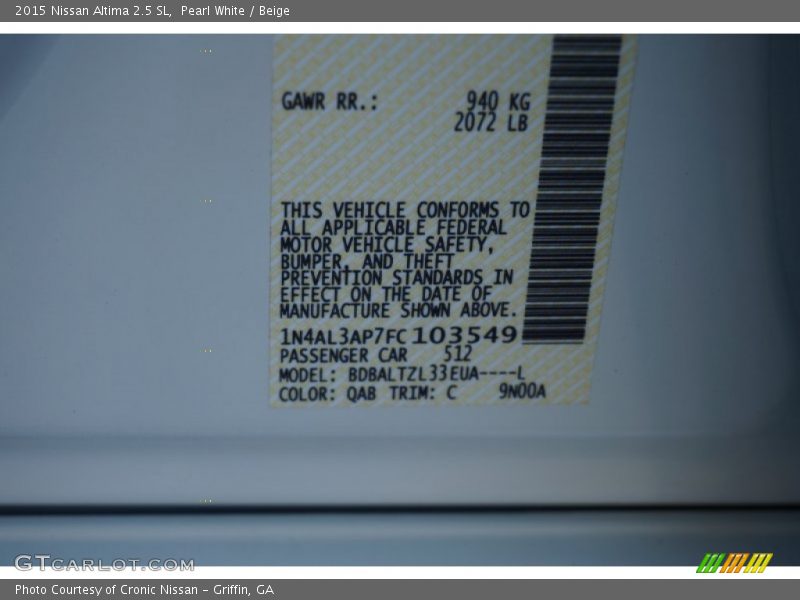 2015 Nissan Altima 2.5 SL,  Pearl White / Beige
GAWR RR.: 940 KG
2072 LB
THIS VEHICLE CONFORMS TO
ALL APPLICABLE FEDERAL
MOTOR VEHICLE SAFETY,
BUMPER, AND THEFT
PREVENTION STANDARDS IN
EFFECT ON THE DATE OF
MANUFACTURE SHOWN ABOVE.
1N4AL3AP7FC103549
PASSENGER CAR 512
MODEL: BDBALTZL33EUA----L
COLOR: QAB TRIM: C 9N00A
GTCARLOT.COM
Photo Courtesy of Cronic Nissan - Griffin, GA